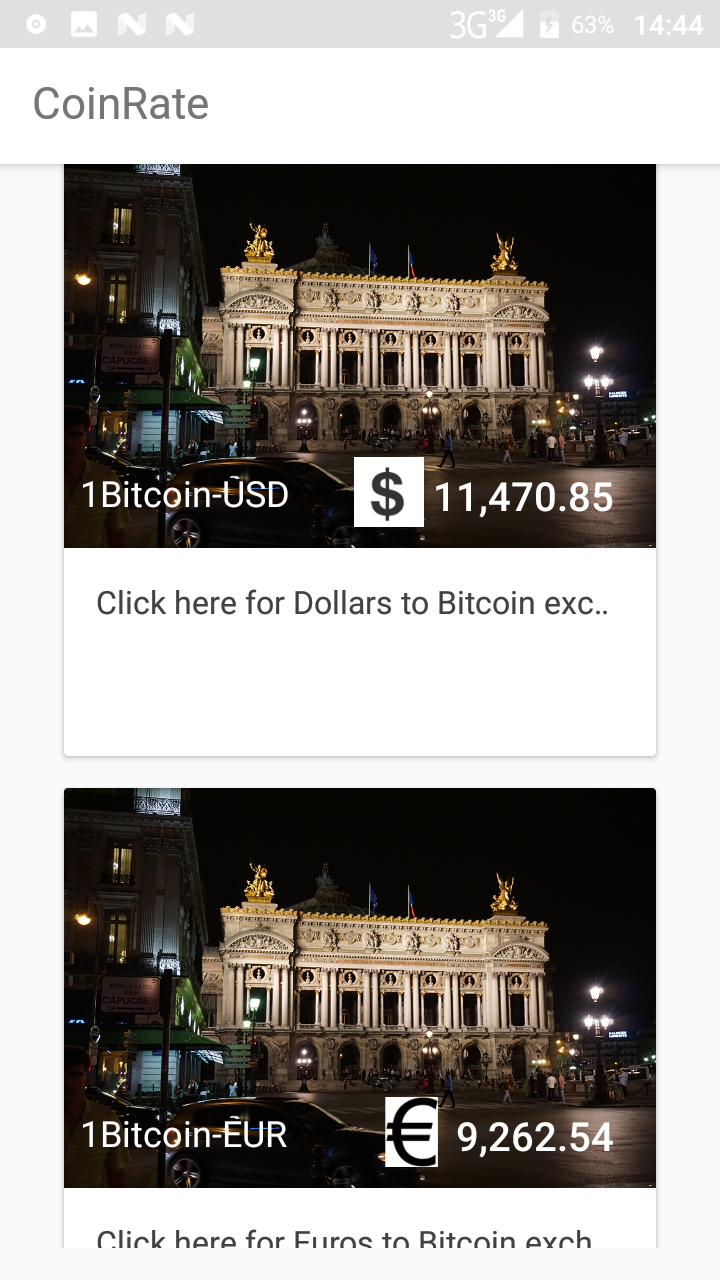 3G 3G 63% 14:44
CoinRate
BOULEVARD
DES
CAPUCINES
1Bitcoin-USD $ 11,470.85
Click here for Dollars to Bitcoin exc..
BOULEVARD
DES
CAPUCINES
1Bitcoin-EUR € 9,262.54
Click here for Euros to Bitcoin exch